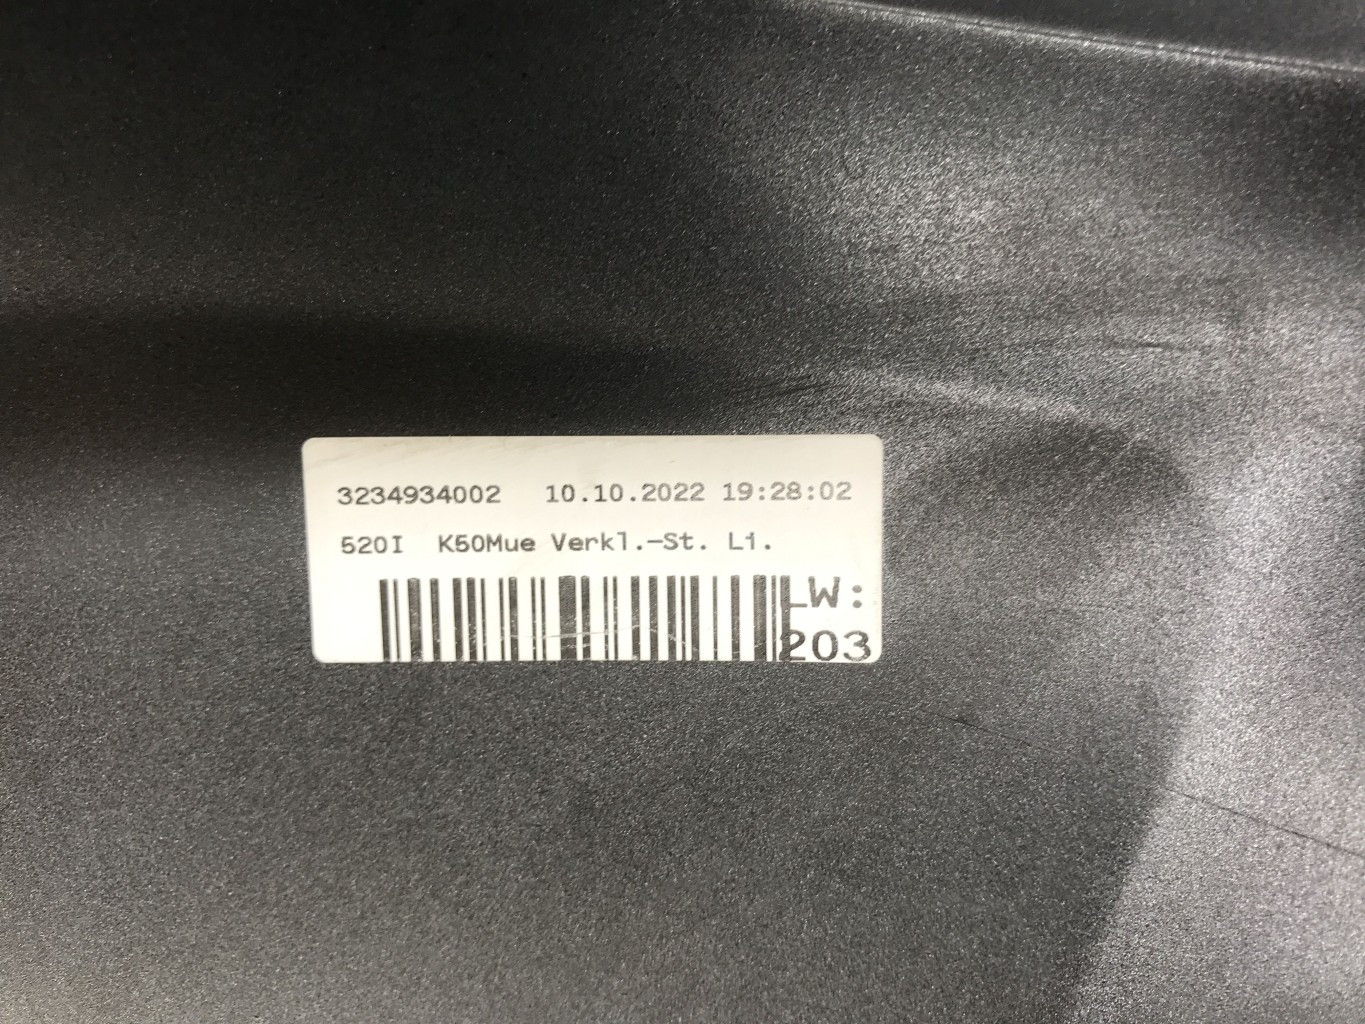 3234934002 10.10.2022 19:28:02
520I K50Mue Verkl.-St. Li.
LW:
203